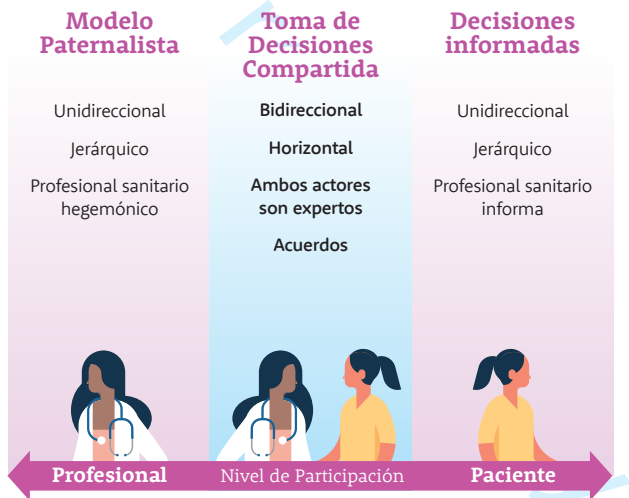 Modelo
Paternalista
Unidireccional
Jerárquico
Profesional sanitario
hegemónico
Toma de
Decisiones
Compartida
Bidireccional
Horizontal
Ambos actores
son expertos
Acuerdos
Decisiones
informadas
Unidireccional
Jerárquico
Profesional sanitario
informa
Profesional
Nivel de Participación
Paciente